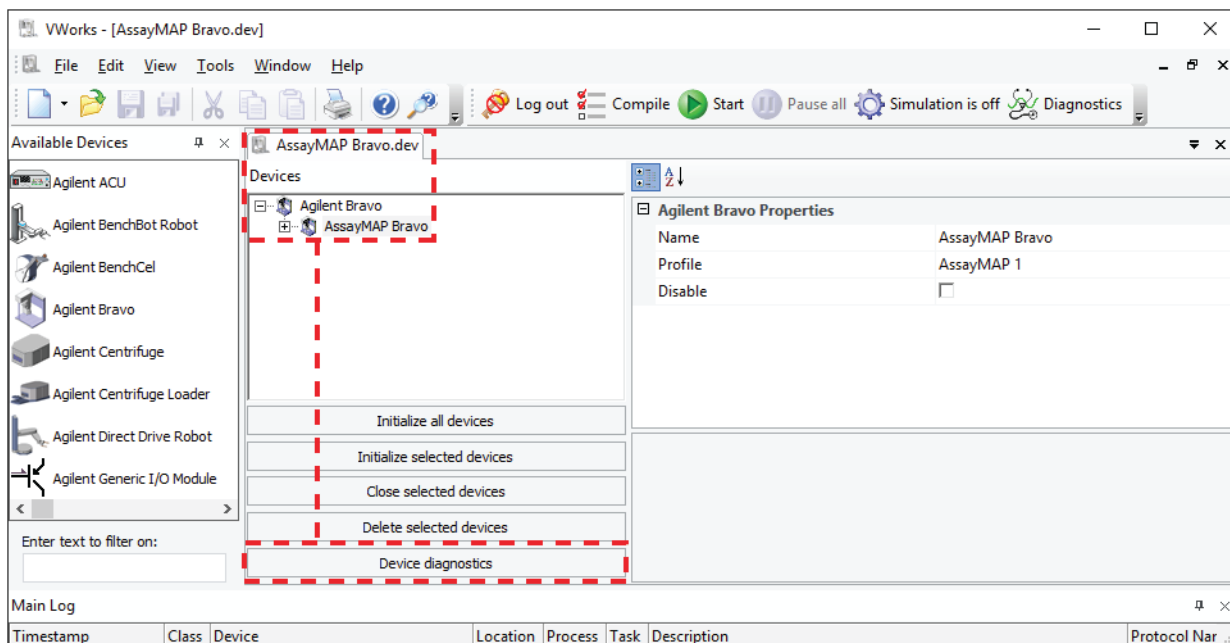 VWorks - [AssayMAP Bravo.dev]
File Edit View Tools Window Help
Log out Compile Start Pause all Simulation is off Diagnostics
Available Devices
Agilent ACU
Agilent BenchBot Robot
Agilent BenchCel
Agilent Bravo
Agilent Centrifuge
Agilent Centrifuge Loader
Agilent Direct Drive Robot
Agilent Generic I/O Module
Enter text to filter on:
AssayMAP Bravo.dev
Devices
Agilent Bravo
AssayMAP Bravo
Initialize all devices
Initialize selected devices
Close selected devices
Delete selected devices
Device diagnostics
Agilent Bravo Properties
Name AssayMAP Bravo
Profile AssayMAP 1
Disable
Main Log
Timestamp Class Device Location Process Task Description Protocol Nar